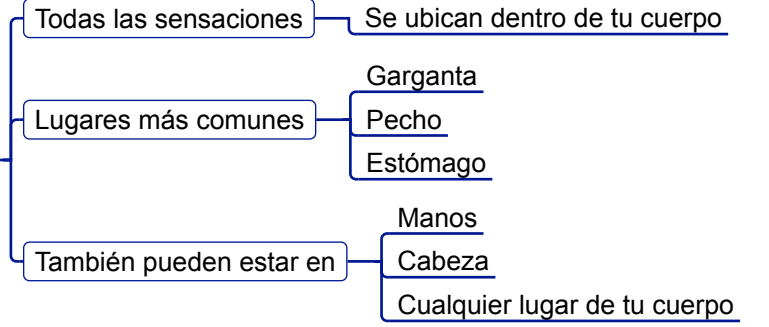 Todas las sensaciones
Se ubican dentro de tu cuerpo
Lugares más comunes
Garganta
Pecho
Estómago
También pueden estar en
Manos
Cabeza
Cualquier lugar de tu cuerpo